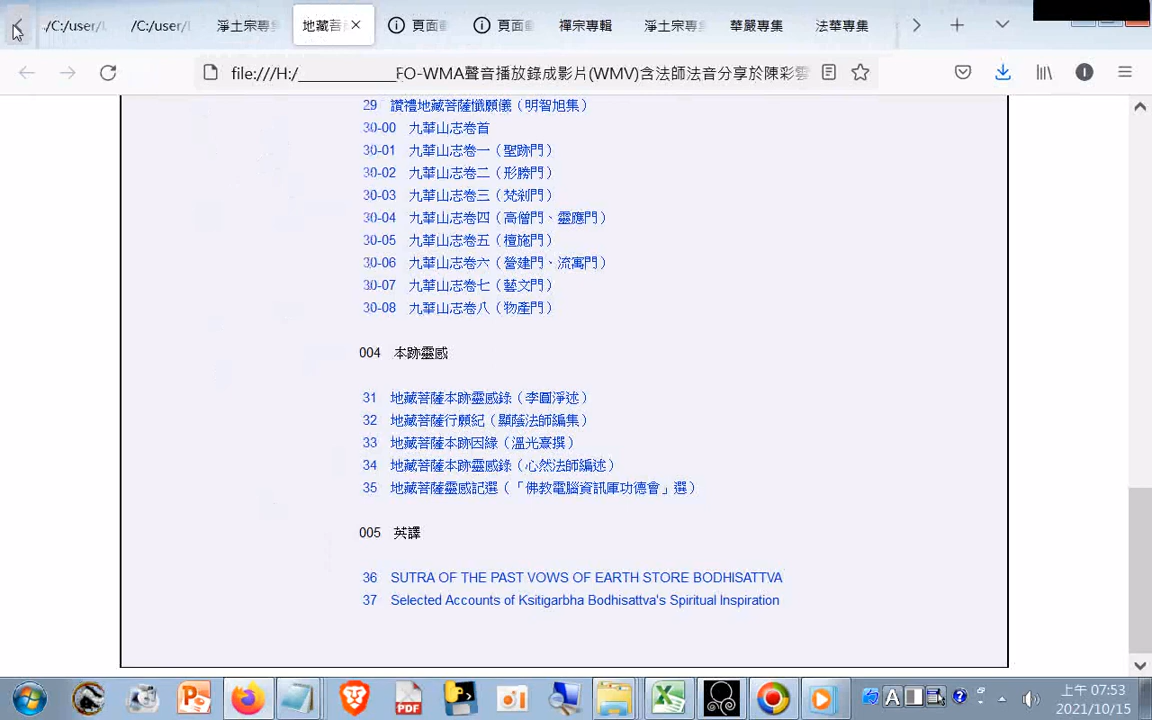 /C:/user/
/C:/user/l
淨土宗專
地藏菩
頁面
頁面
禪宗專輯
淨土宗專
華嚴專集
法華專集
file:///H:/___________FO-WMA聲音播放錄成影片(WMV)含法師法音分享於陳彩雲
29 讚禮地藏菩薩懺願儀（明智旭集）
30-00 九華山志卷首
30-01 九華山志卷一（聖跡門）
30-02 九華山志卷二（形勝門）
30-03 九華山志卷三（梵剎門）
30-04 九華山志卷四（高僧門、靈應門）
30-05 九華山志卷五（檀施門）
30-06 九華山志卷六（營建門、流寓門）
30-07 九華山志卷七（藝文門）
30-08 九華山志卷八（物產門）
004 本跡靈感
31 地藏菩薩本跡靈感錄（李圓淨述）
32 地藏菩薩行願紀（顯蔭法師編集）
33 地藏菩薩本跡因緣（溫光熹撰）
34 地藏菩薩本跡靈感錄（心然法師編述）
35 地藏菩薩靈感記選（「佛教電腦資訊庫功德會」選）
005 英譯
36 SUTRA OF THE PAST VOWS OF EARTH STORE BODHISATTVA
37 Selected Accounts of Ksitigarbha Bodhisattva's Spiritual Inspiration
PDF
A
上午 07:53
2021/10/15